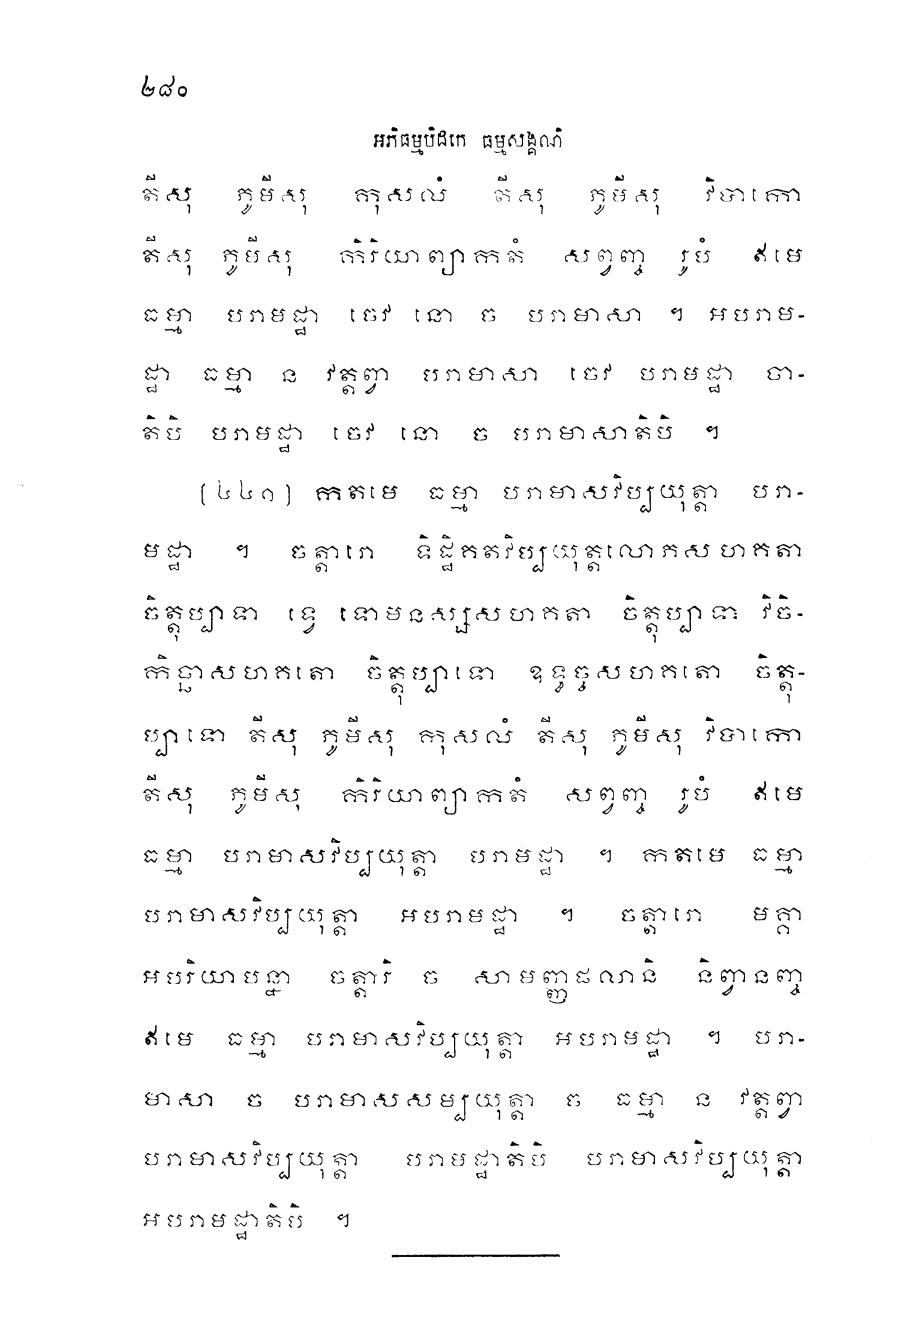 ២៨០
អភិធម្មបិដកេ ធម្មសង្គណិ
តីសុ ភូមីសុ កុសលំ តីសុ ភូមីសុ វិបាកោ
តីសុ ភូមីសុ កិរិយាព្យាកតំ សព្វញ្ច រូបំ ឥមេ
ធម្មា បរាមដ្ឋា ចេវ នោ ច បរាមាសា ។ អបរាម-
ដ្ឋា ធម្មា ន វត្តព្វា បរាមាសា ចេវ បរាមដ្ឋា ចា-
តិបិ បរាមដ្ឋា ចេវ នោ ច បរាមាសាតិបិ ។
(៤៤១) កតមេ ធម្មា បរាមាសវិប្បយុត្តា បរា-
មដ្ឋា ។ ចត្តារោ ទិដ្ឋិគតវិប្បយុត្តលោភសហគតា
ចិត្តុប្បាទា ទ្វេ ទោមនស្សសហគតា ចិត្តុប្បាទា វិចិ-
កិច្ឆាសហគតោ ចិត្តុប្បាទោ ឧទ្ធច្ចសហគតោ ចិត្តុ-
ប្បាទោ តីសុ ភូមីសុ កុសលំ តីសុ ភូមីសុ វិបាកោ
តីសុ ភូមីសុ កិរិយាព្យាកតំ សព្វញ្ច រូបំ ឥមេ
ធម្មា បរាមាសវិប្បយុត្តា បរាមដ្ឋា ។ កតមេ ធម្មា
បរាមាសវិប្បយុត្តា អបរាមដ្ឋា ។ ចត្តារោ មគ្គា
អបរិយាបន្នា ចត្តារិ ច សាមញ្ញផលានិ និព្វានញ្ច
ឥមេ ធម្មា បរាមាសវិប្បយុត្តា អបរាមដ្ឋា ។ បរា-
មាសា ច បរាមាសសម្បយុត្តា ច ធម្មា ន វត្តព្វា
បរាមាសវិប្បយុត្តា បរាមដ្ឋាតិបិ បរាមាសវិប្បយុត្តា
អបរាមដ្ឋាតិបិ ។